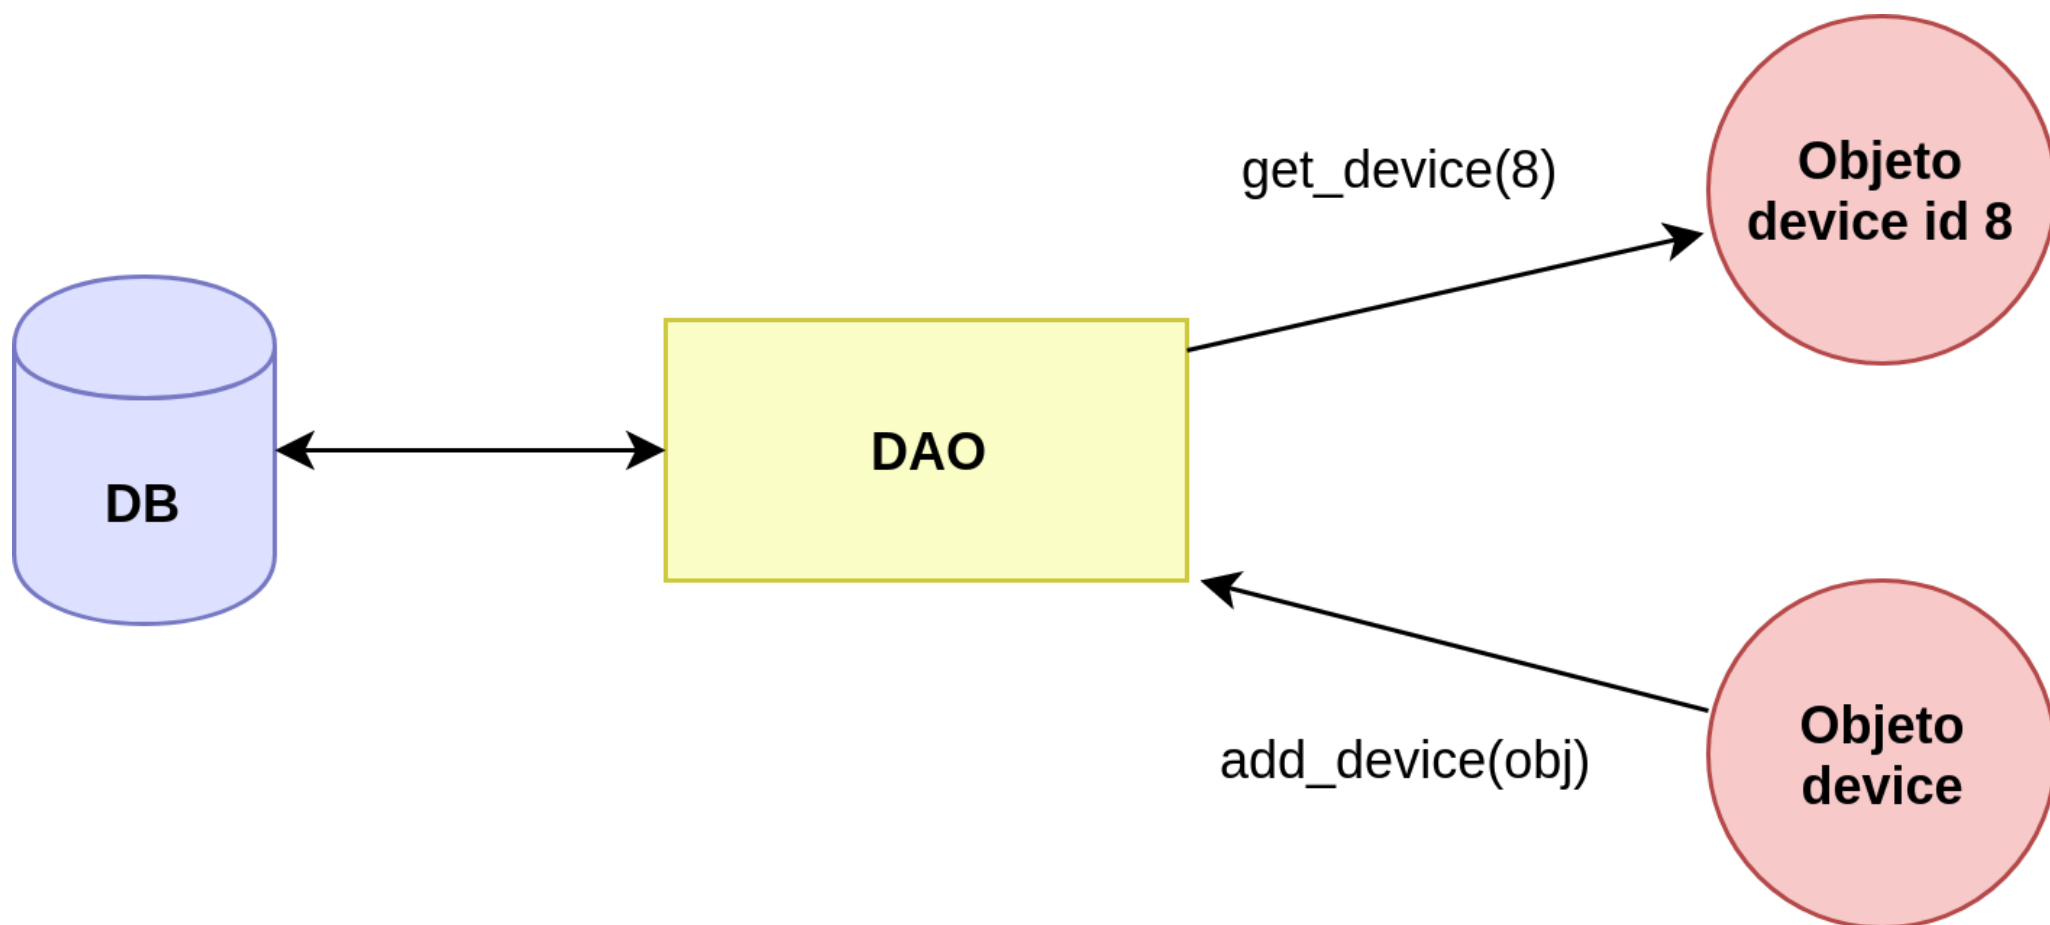 get_device(8)
Objeto
device id 8
DB
DAO
add_device(obj)
Objeto
device